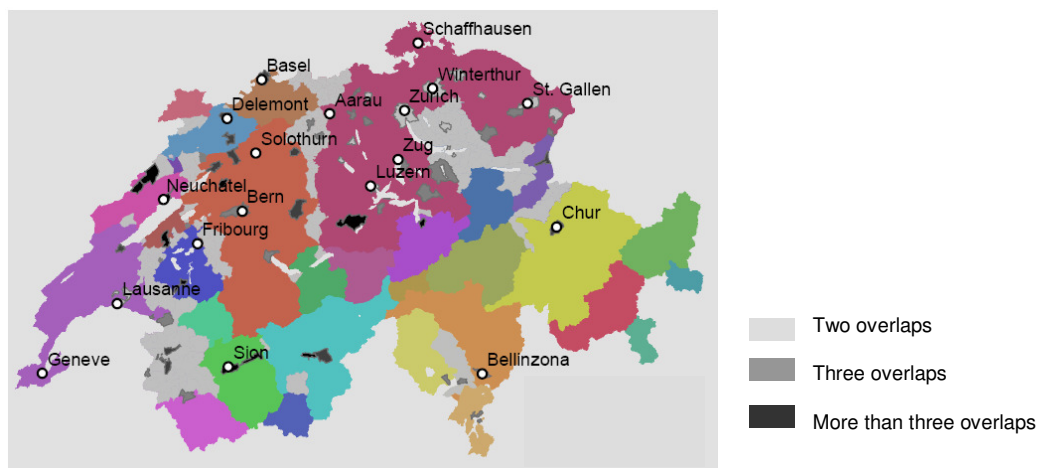 Schaffhausen
Basel
Winterthur
Delemont
Aarau
Zurich
St. Gallen
Solothurn
Zug
Luzern
Neuchatel
Bern
Chur
Fribourg
Lausanne
Two overlaps
Geneve
Sion
Bellinzona
Three overlaps
More than three overlaps